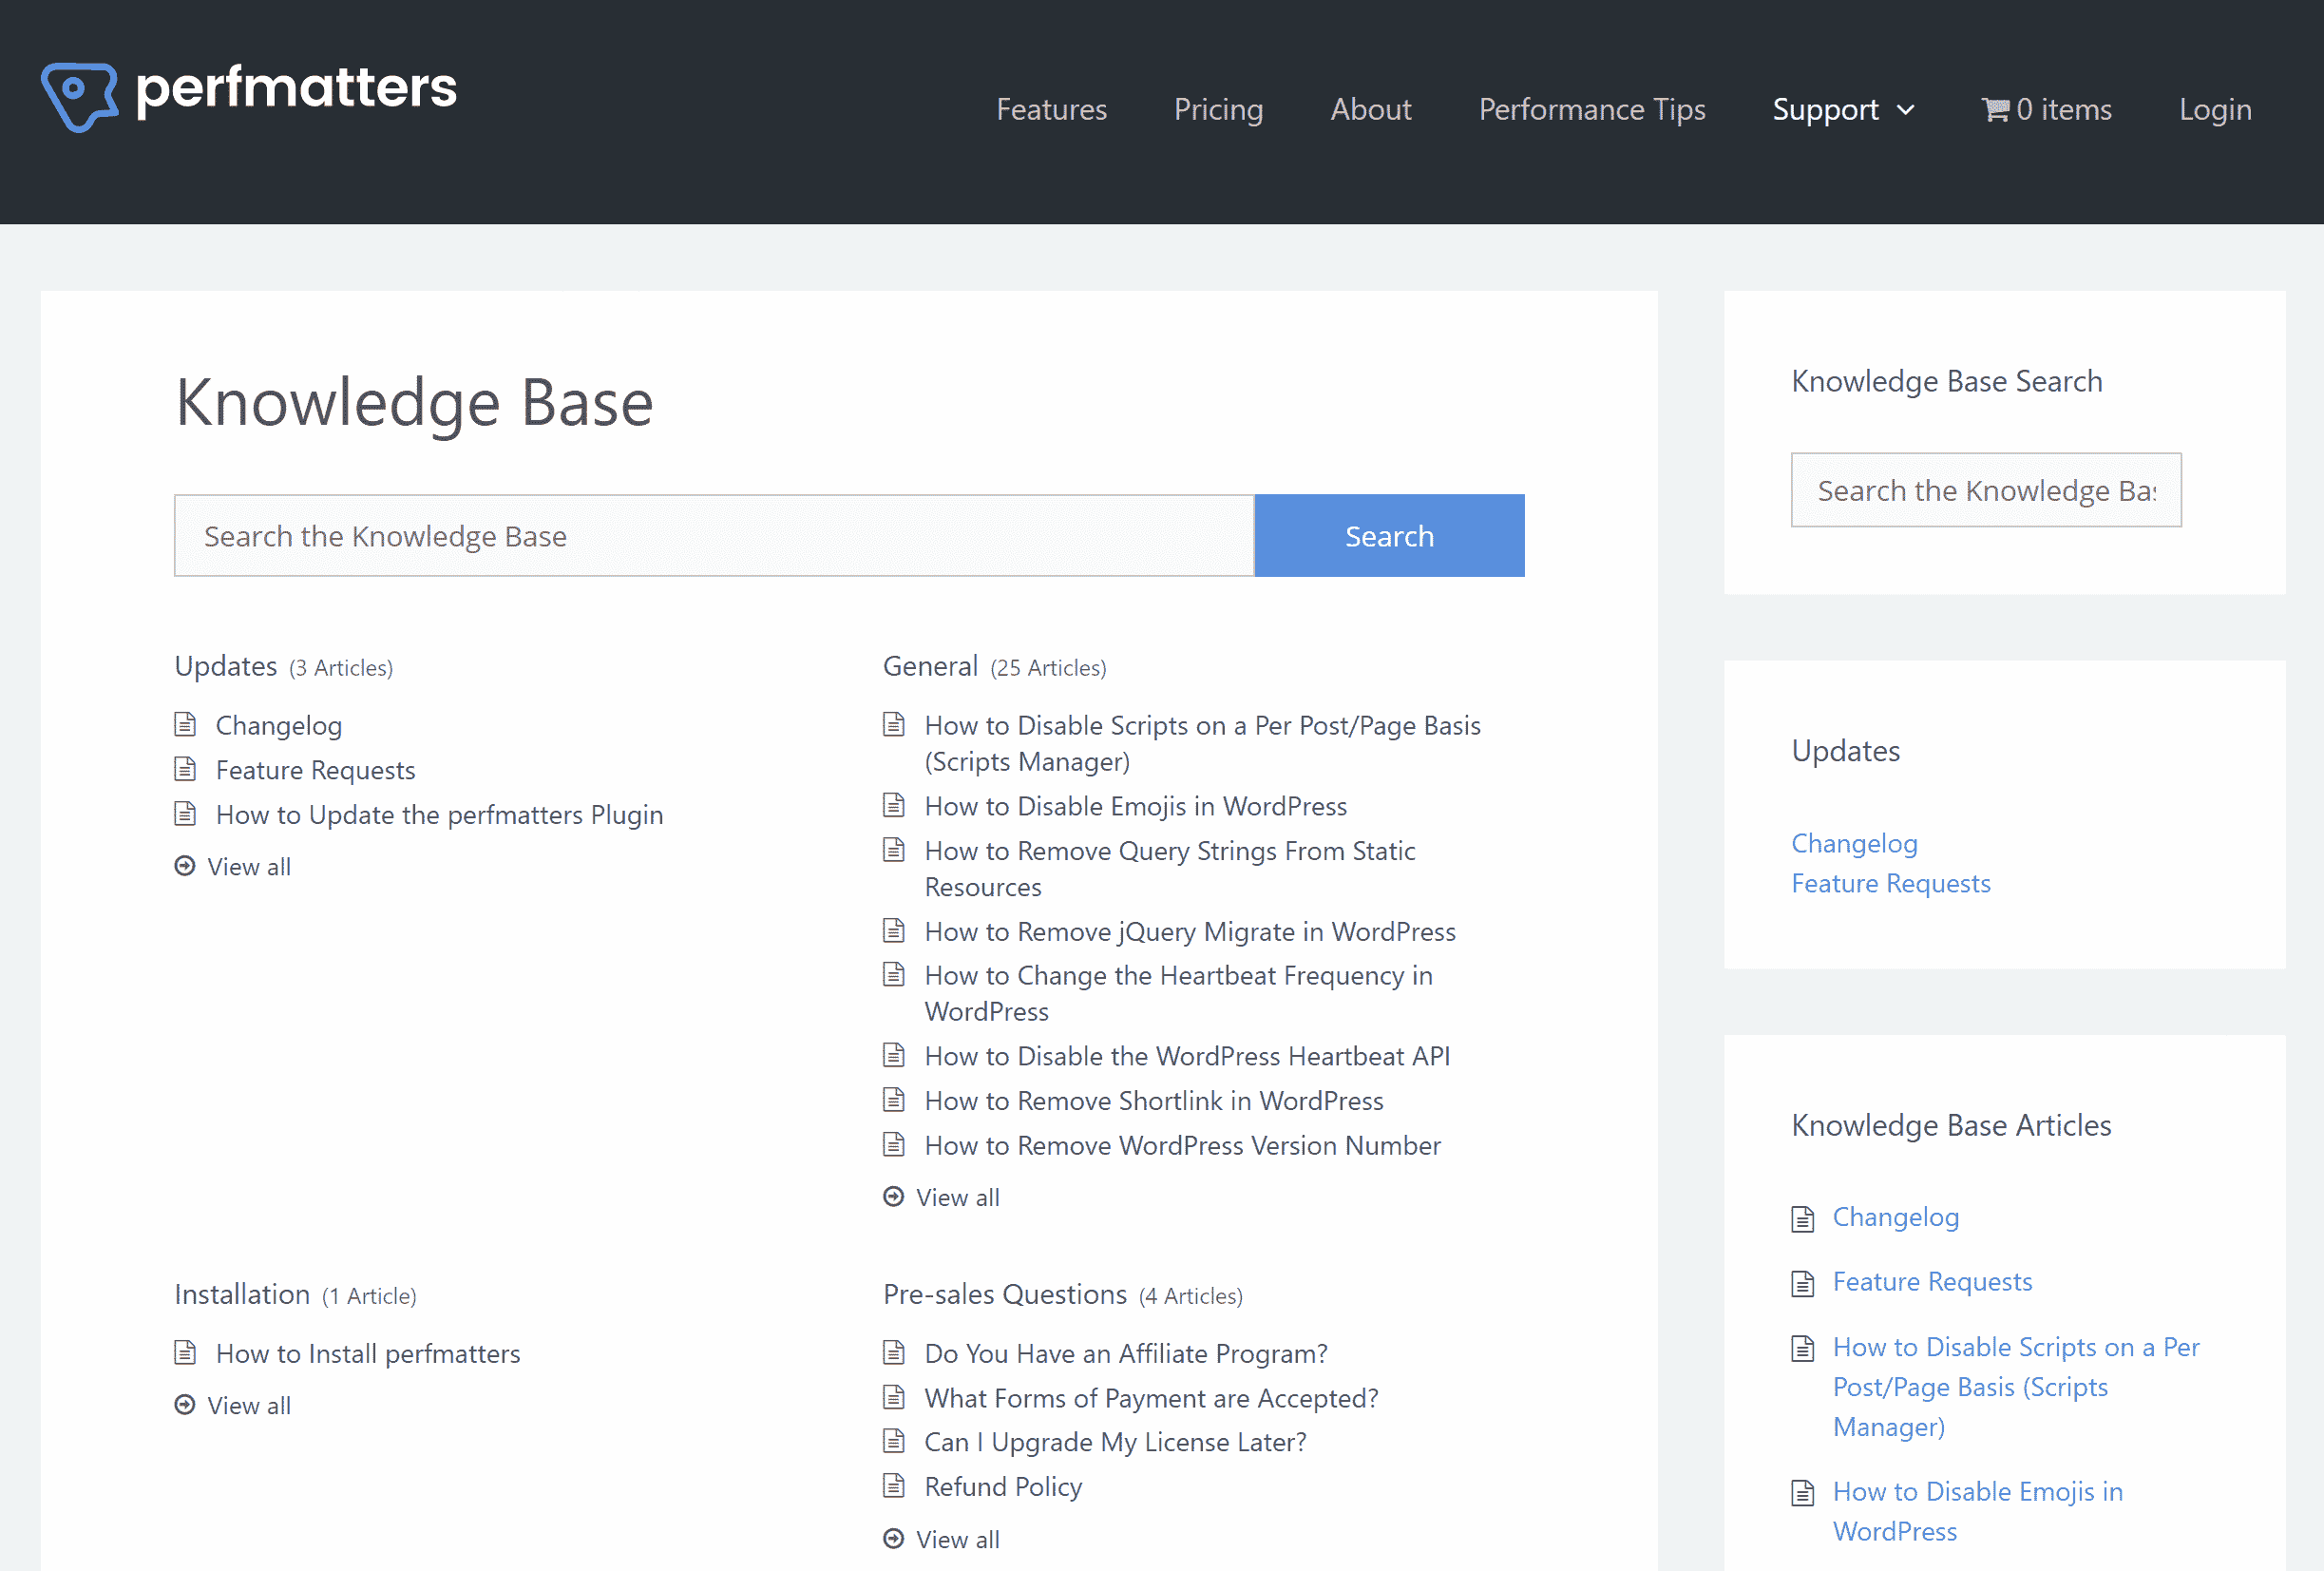 perfmatters
Features
Pricing
About
Performance Tips
Support
0 items
Login
Knowledge Base
Search the Knowledge Base
Search
Updates (3 Articles)
Changelog
Feature Requests
How to Update the perfmatters Plugin
View all
General (25 Articles)
How to Disable Scripts on a Per Post/Page Basis
(Scripts Manager)
How to Disable Emojis in WordPress
How to Remove Query Strings From Static
Resources
How to Remove jQuery Migrate in WordPress
How to Change the Heartbeat Frequency in
WordPress
How to Disable the WordPress Heartbeat API
How to Remove Shortlink in WordPress
How to Remove WordPress Version Number
View all
Installation (1 Article)
How to Install perfmatters
View all
Pre-sales Questions (4 Articles)
Do You Have an Affiliate Program?
What Forms of Payment are Accepted?
Can I Upgrade My License Later?
Refund Policy
View all
Knowledge Base Search
Search the Knowledge Bas
Updates
Changelog
Feature Requests
Knowledge Base Articles
Changelog
Feature Requests
How to Disable Scripts on a Per
Post/Page Basis (Scripts
Manager)
How to Disable Emojis in
WordPress